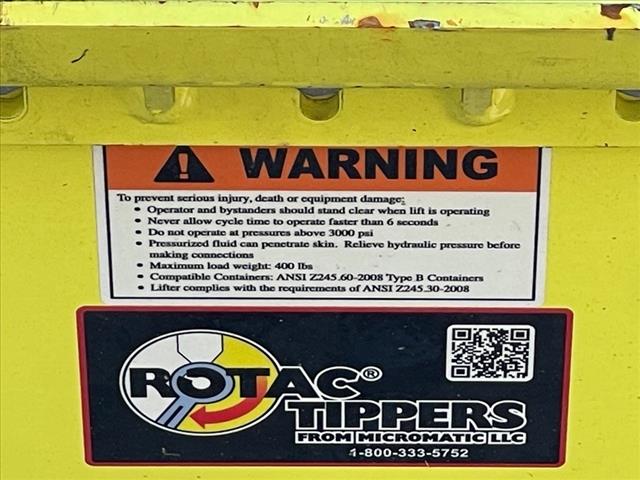 WARNING
To prevent serious injury, death or equipment damage:
• Operator and bystanders should stand clear when lift is operating
• Never allow cycle time to operate faster than 6 seconds
• Do not operate at pressures above 3000 psi
• Pressurized fluid can penetrate skin. Relieve hydraulic pressure before
making connections
• Maximum load weight: 400 lbs
• Compatible Containers: ANSI Z245.60-2008 Type B Containers
• Lifter complies with the requirements of ANSI Z245.30-2008
ROTAC®
TIPPERS
FROM MICROMATIC LLC
1-800-333-5752